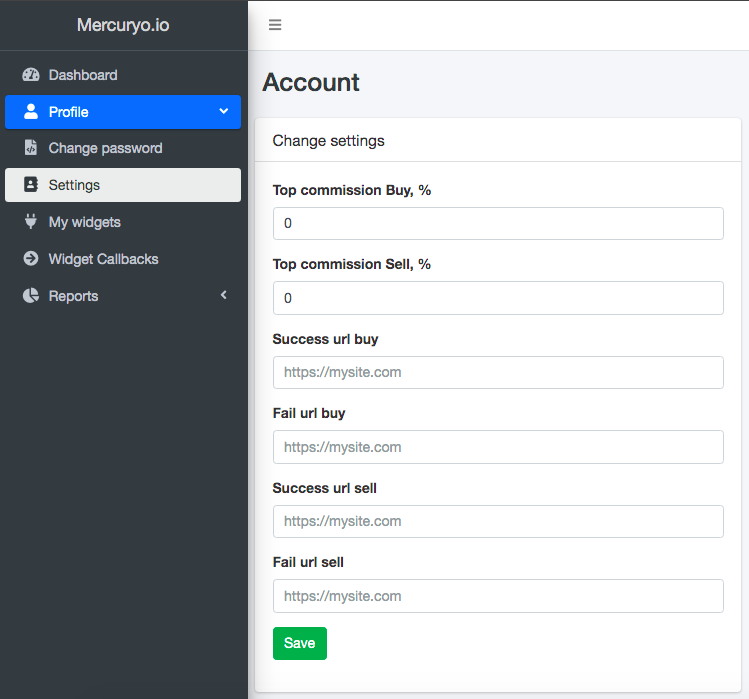 Mercuryo.io
Dashboard
Profile
Change password
Settings
My widgets
Widget Callbacks
Reports
Account
Change settings
Top commission Buy, %
0
Top commission Sell, %
0
Success url buy
https://mysite.com
Fail url buy
https://mysite.com
Success url sell
https://mysite.com
Fail url sell
https://mysite.com
Save